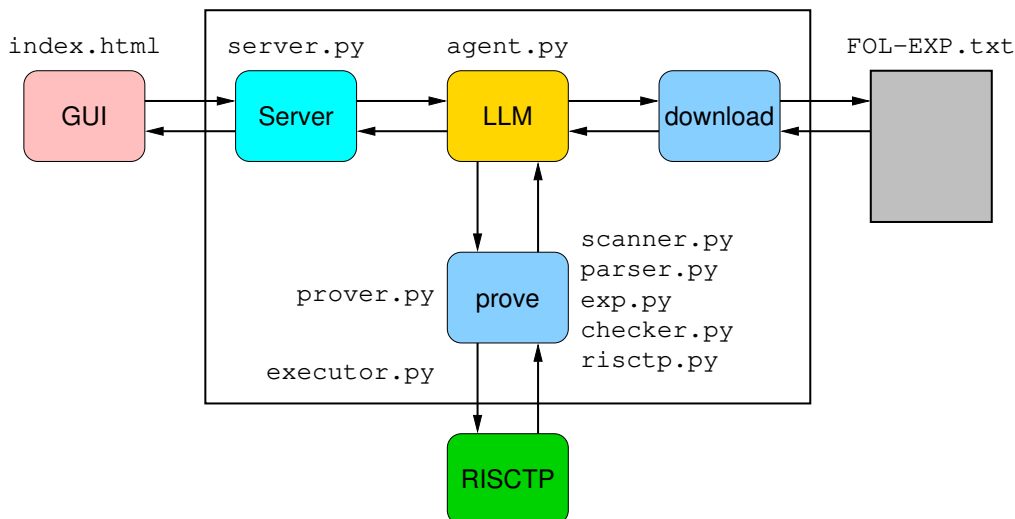 index.html
server.py
agent.py
FOL-EXP.txt
GUI
Server
LLM
download
scanner.py
parser.py
prover.py
prove
exp.py
checker.py
executor.py
risctp.py
RISCTP